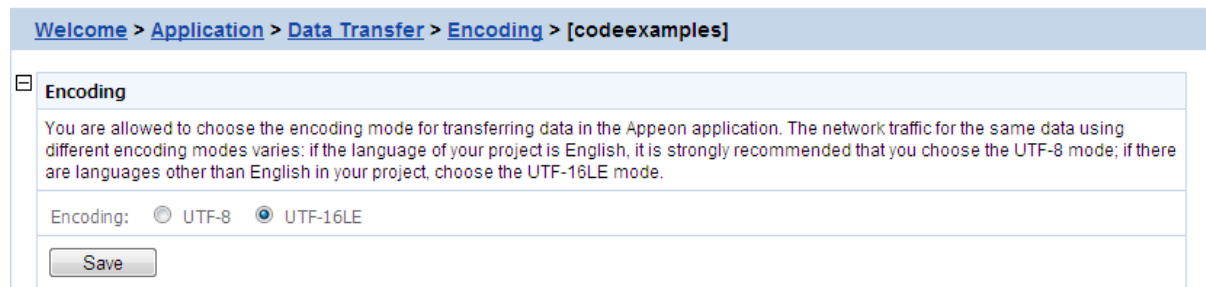 Welcome > Application > Data Transfer > Encoding > [codeexamples]
Encoding
You are allowed to choose the encoding mode for transferring data in the Appeon application. The network traffic for the same data using
different encoding modes varies: if the language of your project is English, it is strongly recommended that you choose the UTF-8 mode; if there
are languages other than English in your project, choose the UTF-16LE mode.
Encoding: UTF-8 UTF-16LE
Save